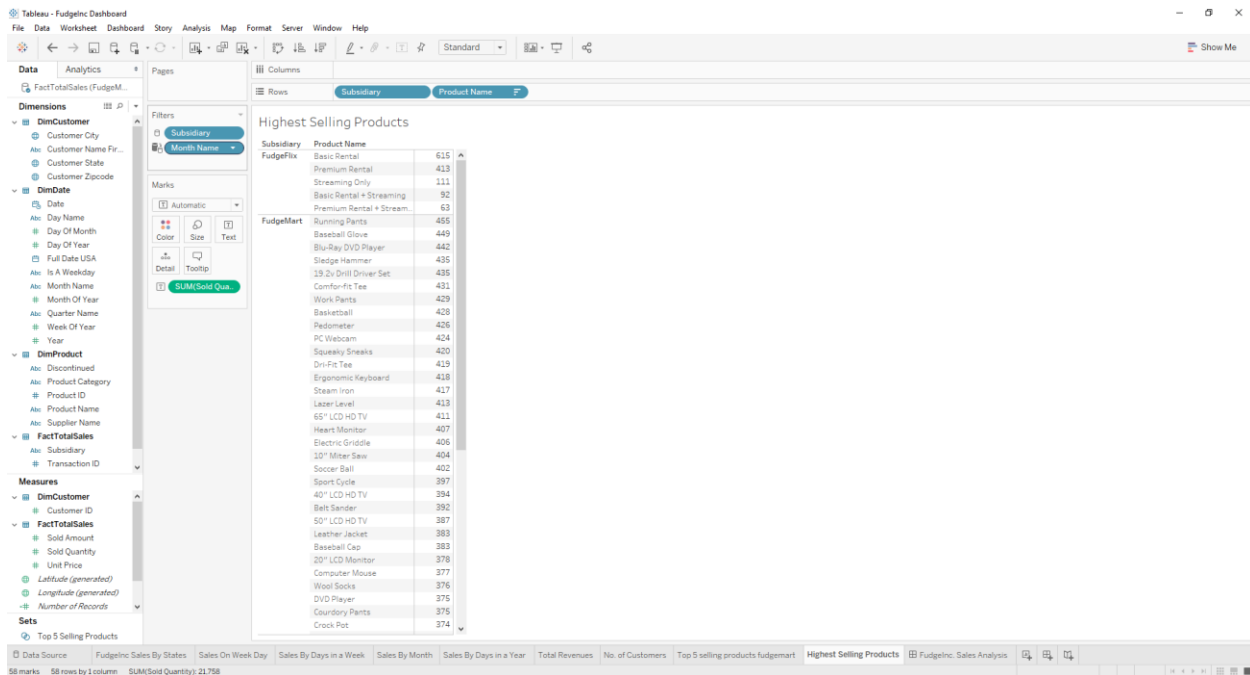 Tableau - FudgeInc Dashboard
File Data Worksheet Dashboard Story Analysis Map Format Server Window Help
Standard
Show Me
Data Analytics
FactTotalSales (FudgeM...
Dimensions
DimCustomer
Customer City
Abc Customer Name Fir...
Customer State
Customer Zipcode
DimDate
Date
Abc Day Name
# Day Of Month
# Day Of Year
Full Date USA
Abc Is A Weekday
Abc Month Name
# Month Of Year
Abc Quarter Name
# Week Of Year
# Year
DimProduct
Abc Discontinued
Abc Product Category
# Product ID
Abc Product Name
Abc Supplier Name
FactTotalSales
Abc Subsidiary
# Transaction ID
Measures
DimCustomer
# Customer ID
FactTotalSales
# Sold Amount
# Sold Quantity
# Unit Price
Latitude (generated)
Longitude (generated)
=# Number of Records
Sets
Top 5 Selling Products
Pages
Filters
Subsidiary
Month Name
Marks
Automatic
Color Size Text
Detail Tooltip
SUM(Sold Qua..
Columns
Rows Subsidiary Product Name
Highest Selling Products
Subsidiary Product Name
FudgeFlix Basic Rental 615
Premium Rental 413
Streaming Only 111
Basic Rental + Streaming 92
Premium Rental + Stream.. 63
FudgeMart Running Pants 455
Baseball Glove 449
Blu-Ray DVD Player 442
Sledge Hammer 435
19.2v Drill Driver Set 435
Comfor-fit Tee 431
Work Pants 429
Basketball 428
Pedometer 426
PC Webcam 424
Squeaky Sneaks 420
Dri-Fit Tee 419
Ergonomic Keyboard 418
Steam Iron 417
Lazer Level 413
65" LCD HD TV 411
Heart Monitor 407
Electric Griddle 406
10" Miter Saw 404
Soccer Ball 402
Sport Cycle 397
40" LCD HD TV 394
Belt Sander 392
50" LCD HD TV 387
Leather Jacket 383
Baseball Cap 383
20" LCD Monitor 378
Computer Mouse 377
Wool Socks 376
DVD Player 375
Courdory Pants 375
Crock Pot 374
Data Source FudgeInc Sales By States Sales On Week Day Sales By Days in a Week Sales By Month Sales By Days in a Year Total Revenues No. of Customers Top 5 selling products fudgemart Highest Selling Products FudgeInc. Sales Analysis
58 marks 58 rows by 1 column SUM(Sold Quantity): 21,758